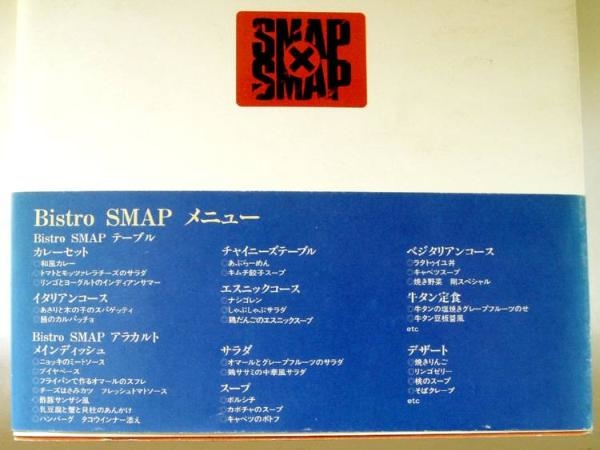 SMAP
×
SMAP
Bistro SMAP メニュー
Bistro SMAP テーブル
カレーセット
○和風カレー
○トマトとモッツァレラチーズのサラダ
○リンゴとヨーグルトのインディアンサマー
イタリアンコース
○あさりと木の子のスパゲッティ
○鰆のカルパッチョ
チャイニーズテーブル
○あぶらーめん
○キムチ餃子スープ
エスニックコース
○ナシゴレン
○しゃぶしゃぶサラダ
○鶏だんごのエスニックスープ
ベジタリアンコース
○ラタトゥイユ丼
○キャベツスープ
○焼き野菜 剛スペシャル
牛タン定食
○牛タンの塩焼きグレープフルーツのせ
○牛タン豆板醤風
etc
Bistro SMAP アラカルト
メインディッシュ
○ニョッキのミートソース
○ブイヤベース
○フライパンで作るオマールのスフレ
○チーズはさみカツ フレッシュトマトソース
○酢豚サンザシ風
○乳豆腐と蟹と貝柱のあんかけ
○ハンバーグ タコウインナー添え
サラダ
○オマールとグレープフルーツのサラダ
○鶏ササミの中華風サラダ
スープ
○ボルシチ
○カボチャのスープ
○キャベツのポトフ
デザート
○焼きりんご
○リンゴゼリー
○桃のスープ
○そばクレープ
etc